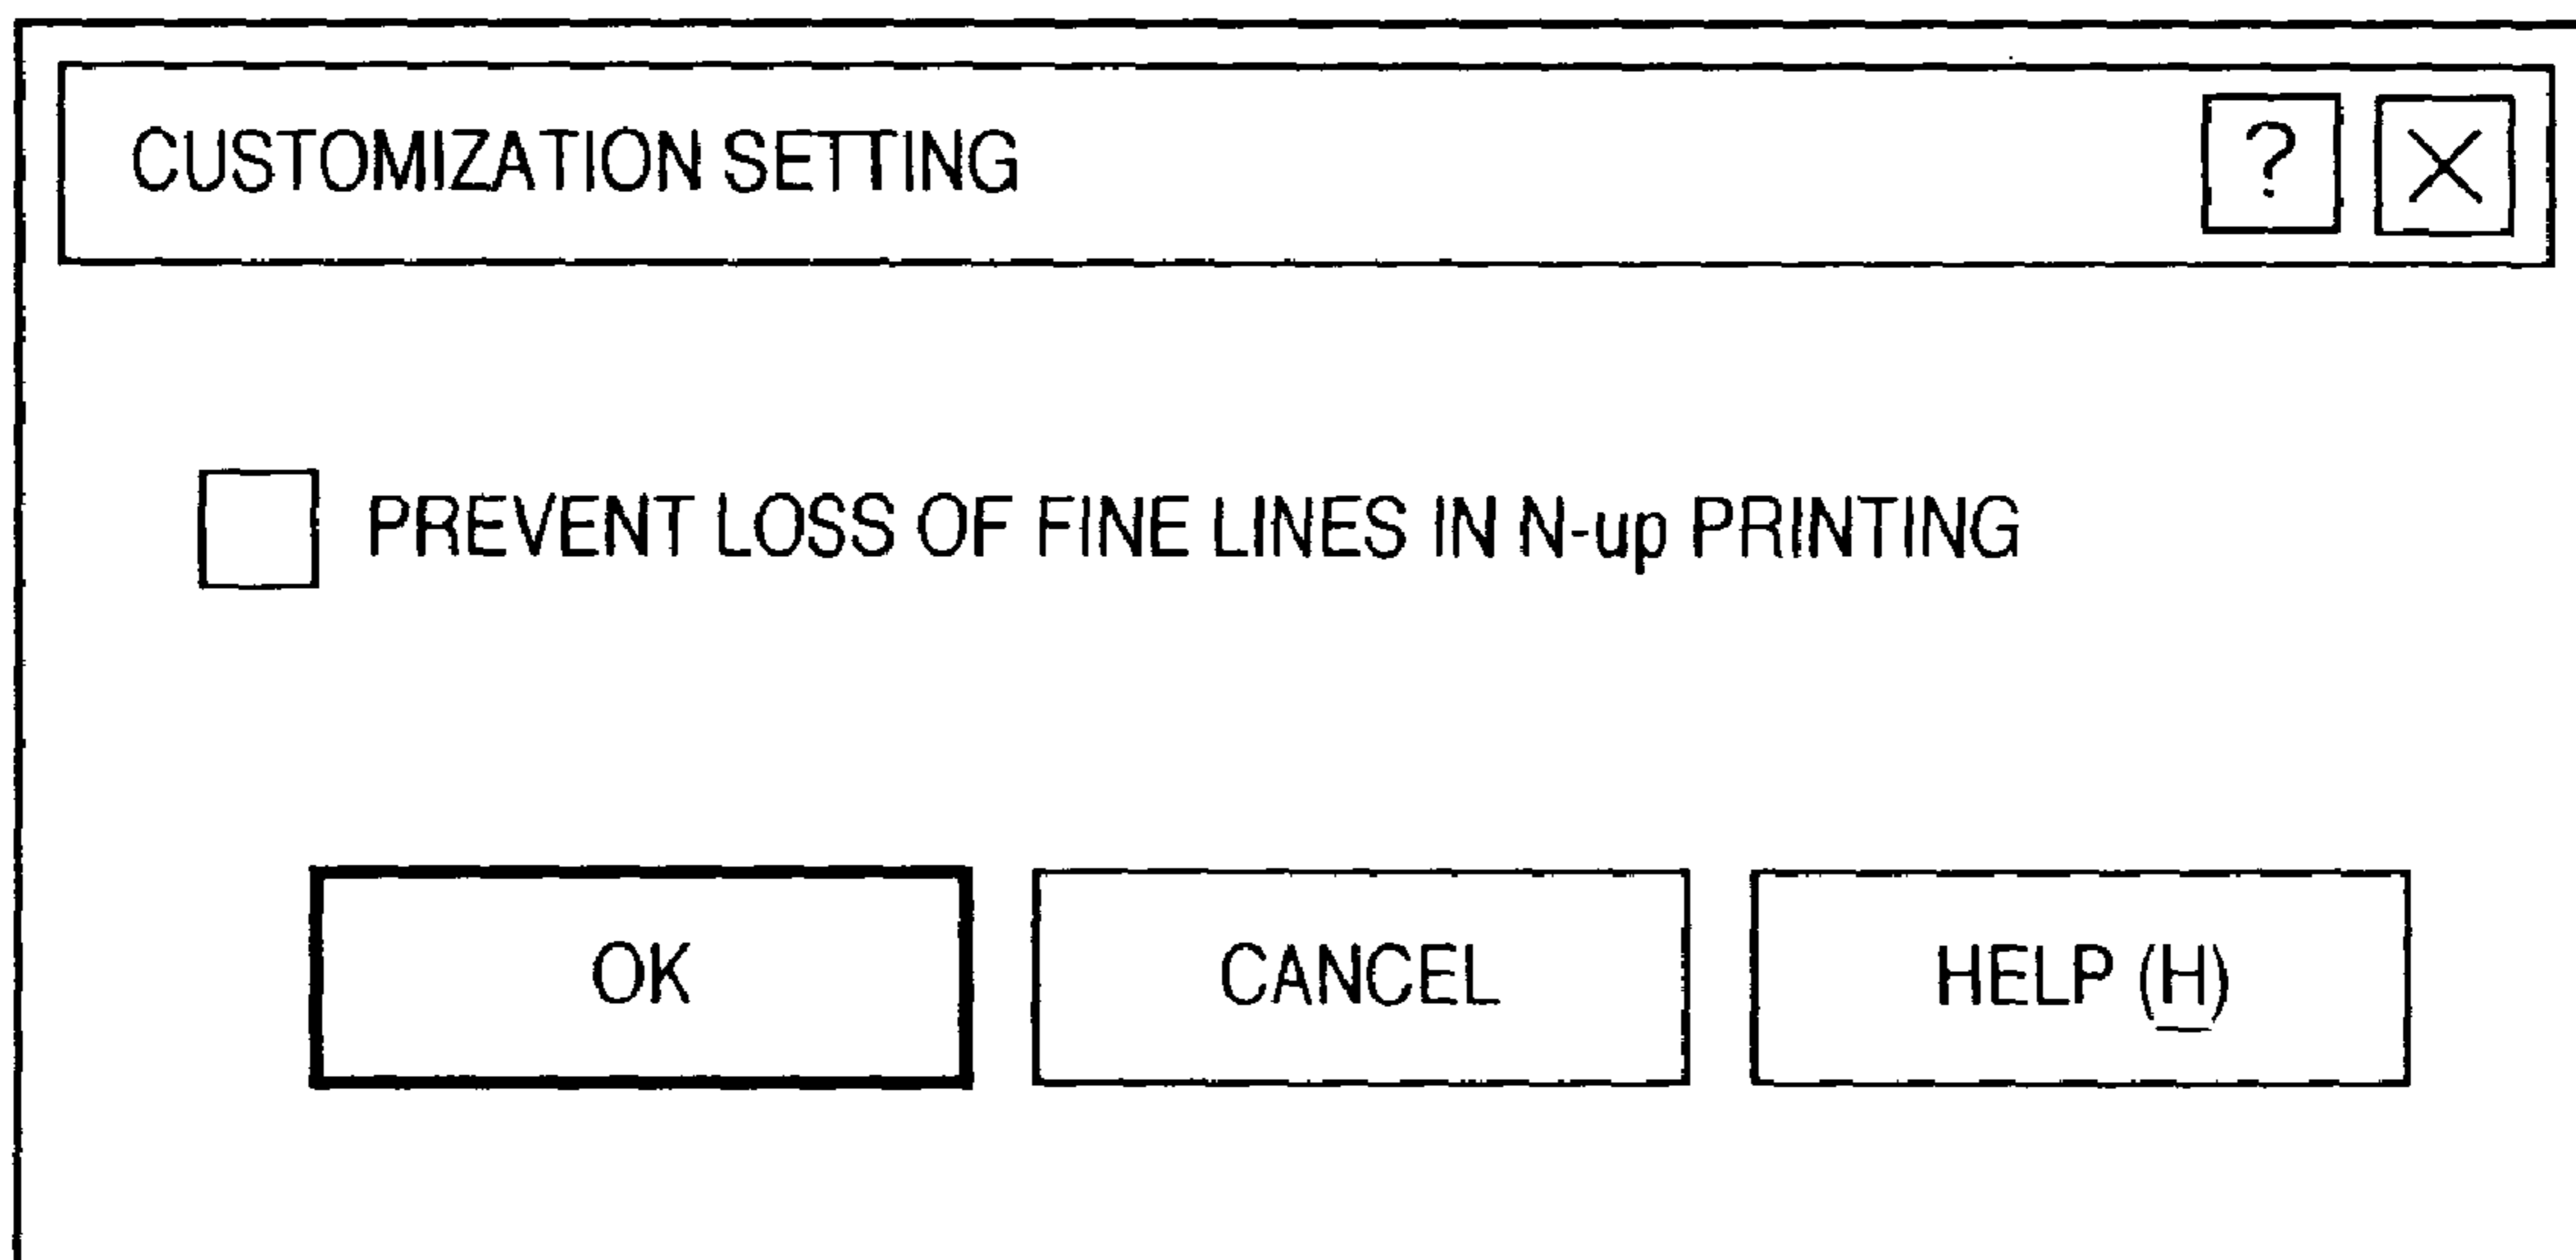 CUSTOMIZATION SETTING ? X
PREVENT LOSS OF FINE LINES IN N-up PRINTING
OK CANCEL HELP (H)